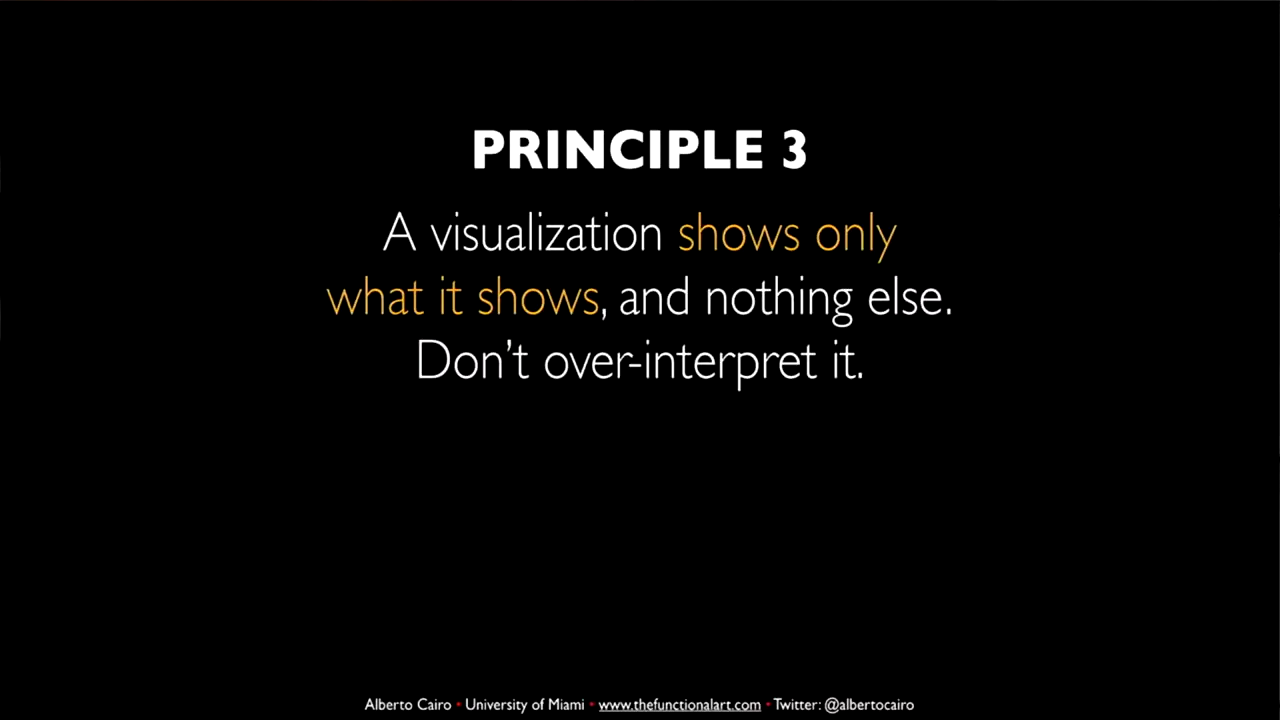 PRINCIPLE 3
A visualization shows only
what it shows, and nothing else.
Don’t over-interpret it.
Alberto Cairo • University of Miami • www.thefunctionalart.com • Twitter: @albertocairo